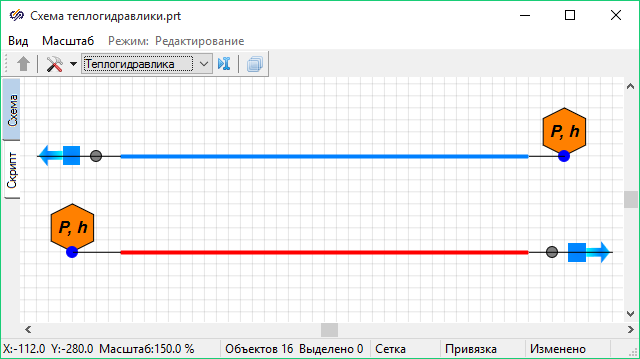 Схема теплогидравлики.prt
Вид Масштаб Режим: Редактирование
Теплогидравлика
Схема
Скрипт
P, h
P, h
X:-112.0 Y:-280.0 Масштаб:150.0 % Объектов 16 Выделено 0 Сетка Привязка Изменено